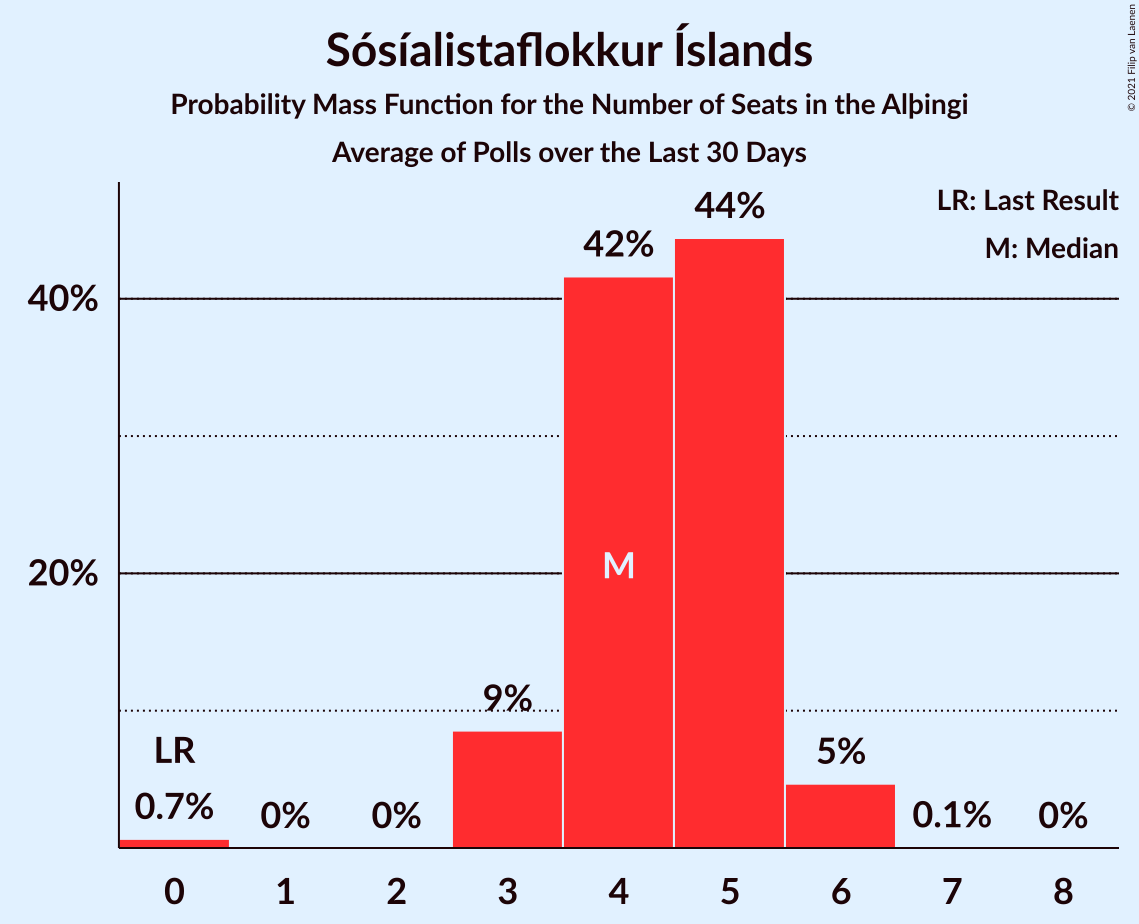 Sósíalistaflokkur Íslands
Probability Mass Function for the Number of Seats in the Alþingi
Average of Polls over the Last 30 Days
© 2021 Filip van Laenen
LR: Last Result
M: Median
44%
42%
40%
M
20%
9%
LR
5%
0.7%
0%
0%
0.1%
0%
0 1 2 3 4 5 6 7 8